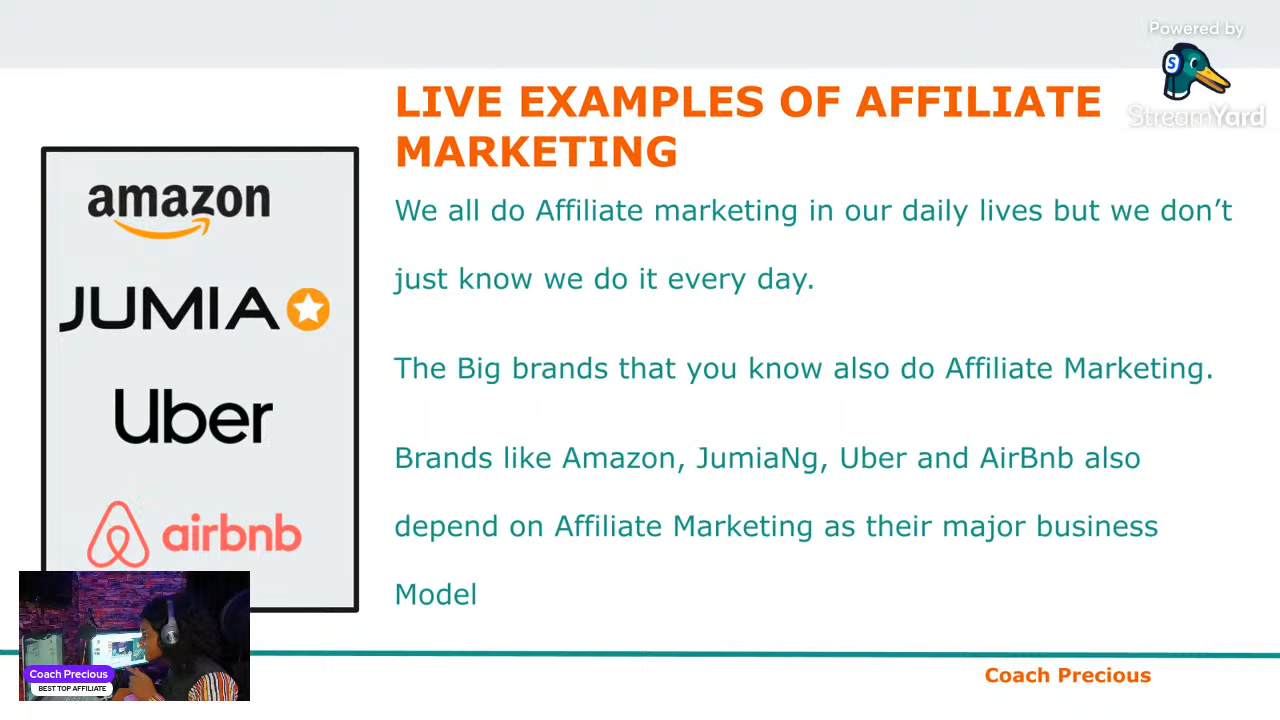 Powered by
StreamYard
LIVE EXAMPLES OF AFFILIATE
MARKETING
amazon
JUMIA
Uber
airbnb
We all do Affiliate marketing in our daily lives but we don’t
just know we do it every day.
The Big brands that you know also do Affiliate Marketing.
Brands like Amazon, JumiaNg, Uber and AirBnb also
depend on Affiliate Marketing as their major business
Model
Coach Precious
BEST TOP AFFILIATE
Coach Precious